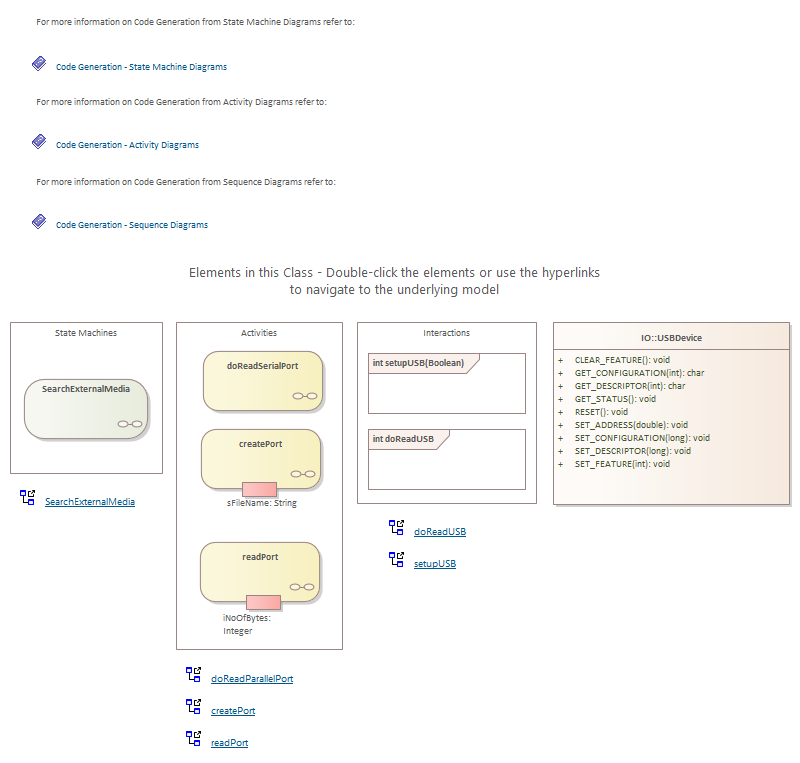 For more information on Code Generation from State Machine Diagrams refer to:
Code Generation - State Machine Diagrams
For more information on Code Generation from Activity Diagrams refer to:
Code Generation - Activity Diagrams
For more information on Code Generation from Sequence Diagrams refer to:
Code Generation - Sequence Diagrams
Elements in this Class - Double-click the elements or use the hyperlinks
to navigate to the underlying model
State Machines
SearchExternalMedia
SearchExternalMedia
Activities
doReadSerialPort
createPort
sFileName: String
readPort
iNoOfBytes:
Integer
doReadParallelPort
createPort
readPort
Interactions
int setupUSB(Boolean)
int doReadUSB
doReadUSB
setupUSB
IO::USBDevice
+ CLEAR_FEATURE(): void
+ GET_CONFIGURATION(int): char
+ GET_DESCRIPTOR(int): char
+ GET_STATUS(): void
+ RESET(): void
+ SET_ADDRESS(double): void
+ SET_CONFIGURATION(long): void
+ SET_DESCRIPTOR(long): void
+ SET_FEATURE(int): void